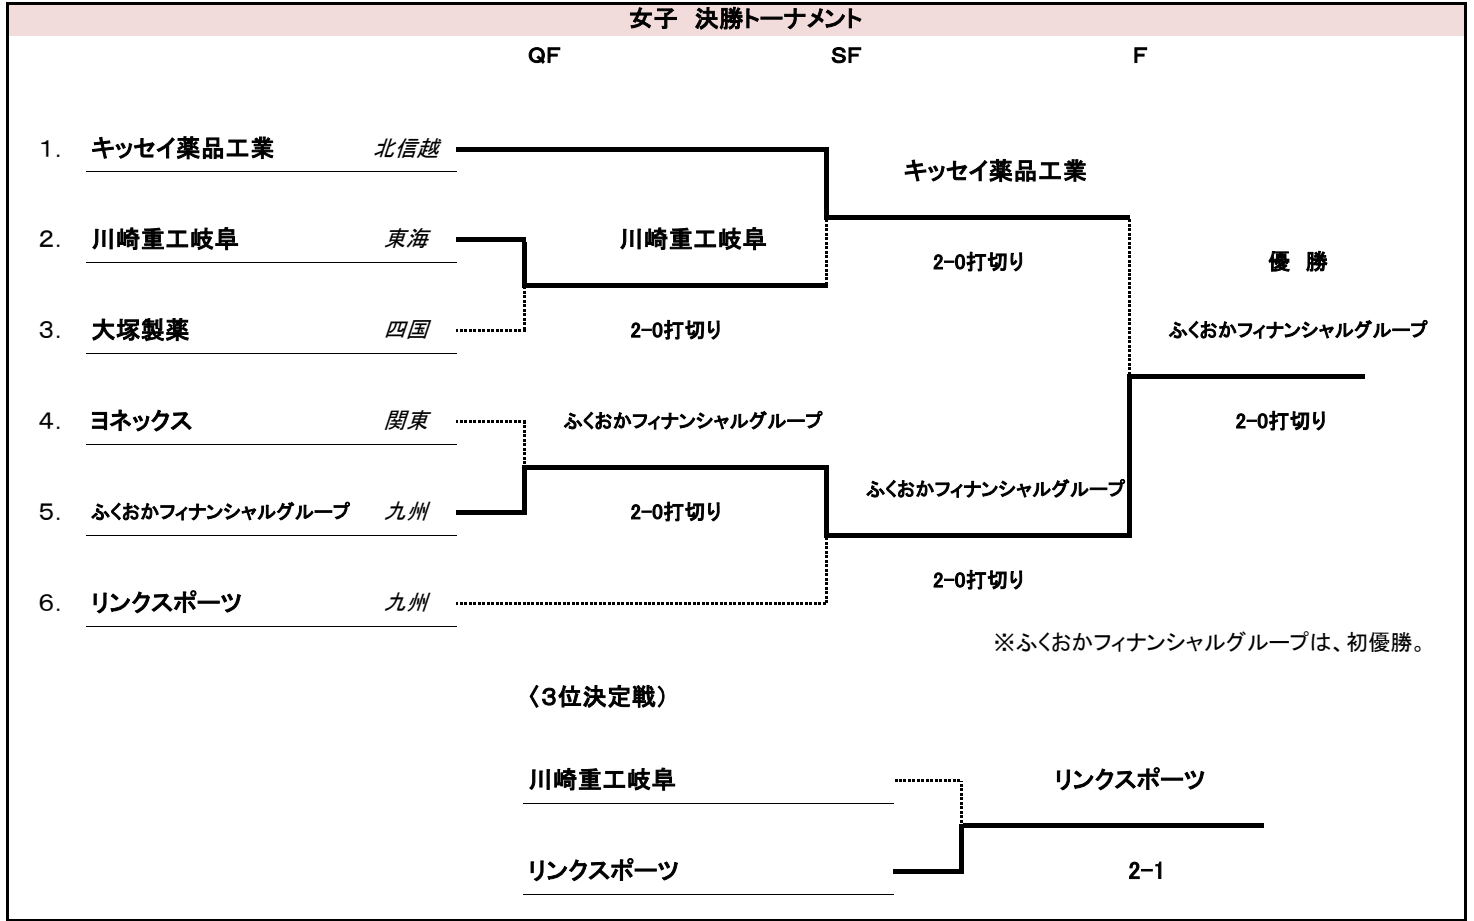 女子　決勝トーナメント
QF SF F
1. キッセイ薬品工業 北信越
キッセイ薬品工業
2. 川崎重工岐阜 東海 川崎重工岐阜
2-0打切り 優　勝
3. 大塚製薬 四国 2-0打切り ふくおかフィナンシャルグループ
4. ヨネックス 関東 ふくおかフィナンシャルグループ 2-0打切り
ふくおかフィナンシャルグループ
5. ふくおかフィナンシャルグループ 九州 2-0打切り
2-0打切り
6. リンクスポーツ 九州
※ふくおかフィナンシャルグループは、初優勝。
〈3位決定戦）
川崎重工岐阜 リンクスポーツ
リンクスポーツ 2-1